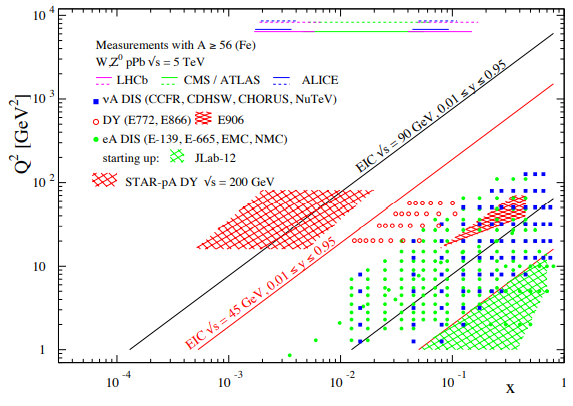 Measurements with A ≥ 56 (Fe)
W,Z⁰ pPb √s = 5 TeV
LHCb CMS / ATLAS ALICE
νA DIS (CCFR, CDHSW, CHORUS, NuTeV)
DY (E772, E866) E906
eA DIS (E-139, E-665, EMC, NMC)
starting up: JLab-12
STAR-pA DY √s = 200 GeV
EIC √s = 90 GeV, 0.01 ≤ y ≤ 0.95
EIC √s = 45 GeV, 0.01 ≤ y ≤ 0.95
Q² [GeV²]
10⁴
10³
10²
10
1
10⁻⁴ 10⁻³ 10⁻² 10⁻¹ 1
x